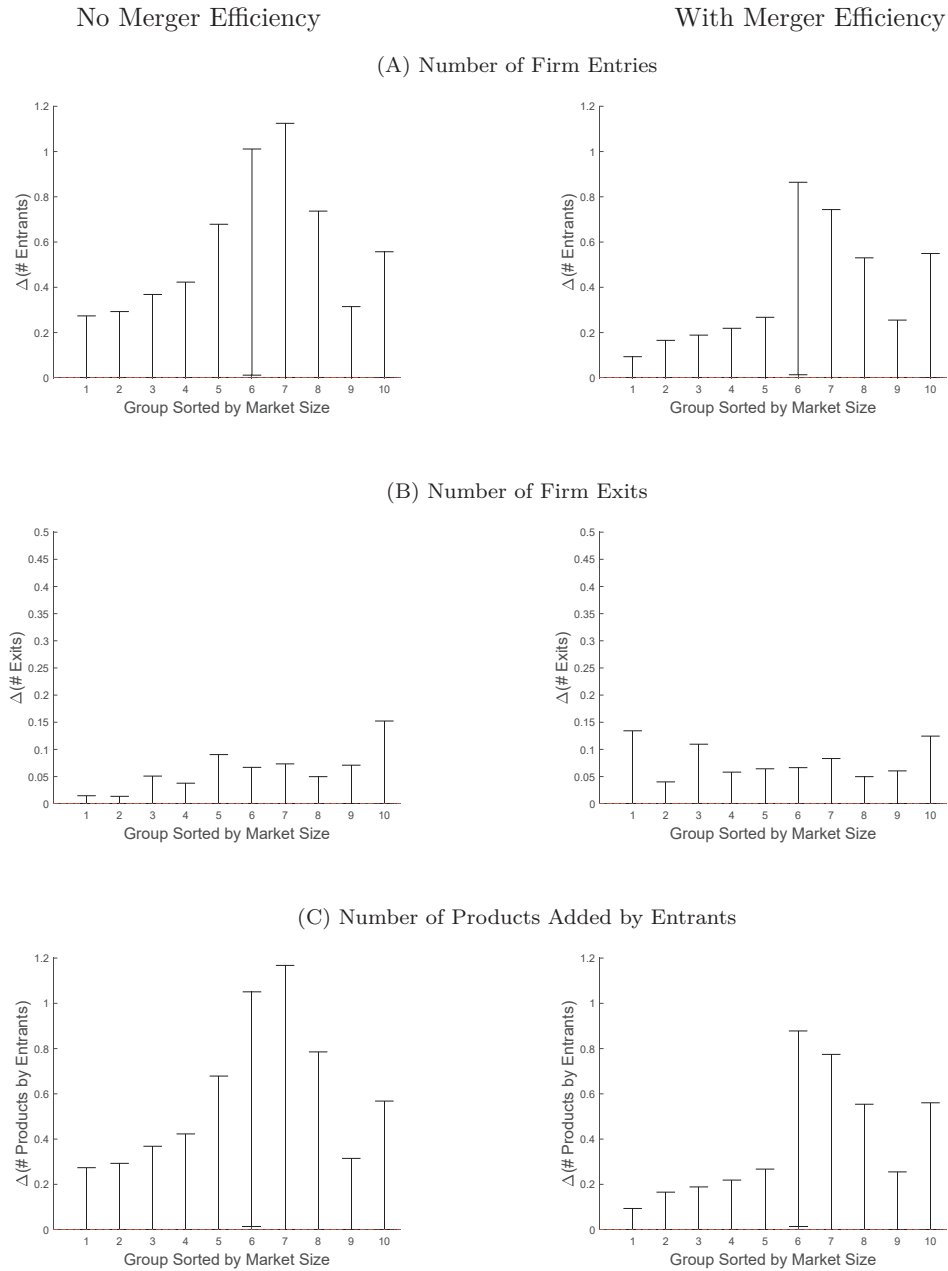 No Merger Efficiency
With Merger Efficiency
(A) Number of Firm Entries
1.2
1
0.8
0.6
0.4
0.2
0
Δ(# Entrants)
1 2 3 4 5 6 7 8 9 10
Group Sorted by Market Size
1.2
1
0.8
0.6
0.4
0.2
0
Δ(# Entrants)
1 2 3 4 5 6 7 8 9 10
Group Sorted by Market Size
(B) Number of Firm Exits
0.5
0.45
0.4
0.35
0.3
0.25
0.2
0.15
0.1
0.05
0
Δ(# Exits)
1 2 3 4 5 6 7 8 9 10
Group Sorted by Market Size
0.5
0.45
0.4
0.35
0.3
0.25
0.2
0.15
0.1
0.05
0
Δ(# Exits)
1 2 3 4 5 6 7 8 9 10
Group Sorted by Market Size
(C) Number of Products Added by Entrants
1.2
1
0.8
0.6
0.4
0.2
0
Δ(# Products by Entrants)
1 2 3 4 5 6 7 8 9 10
Group Sorted by Market Size
1.2
1
0.8
0.6
0.4
0.2
0
Δ(# Products by Entrants)
1 2 3 4 5 6 7 8 9 10
Group Sorted by Market Size